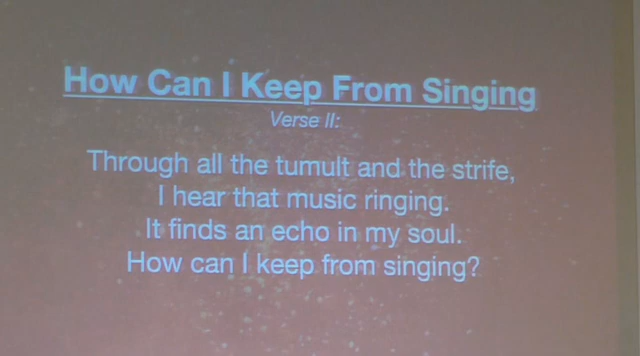 How Can I Keep From Singing
Verse II:
Through all the tumult and the strife,
I hear that music ringing.
It finds an echo in my soul.
How can I keep from singing?